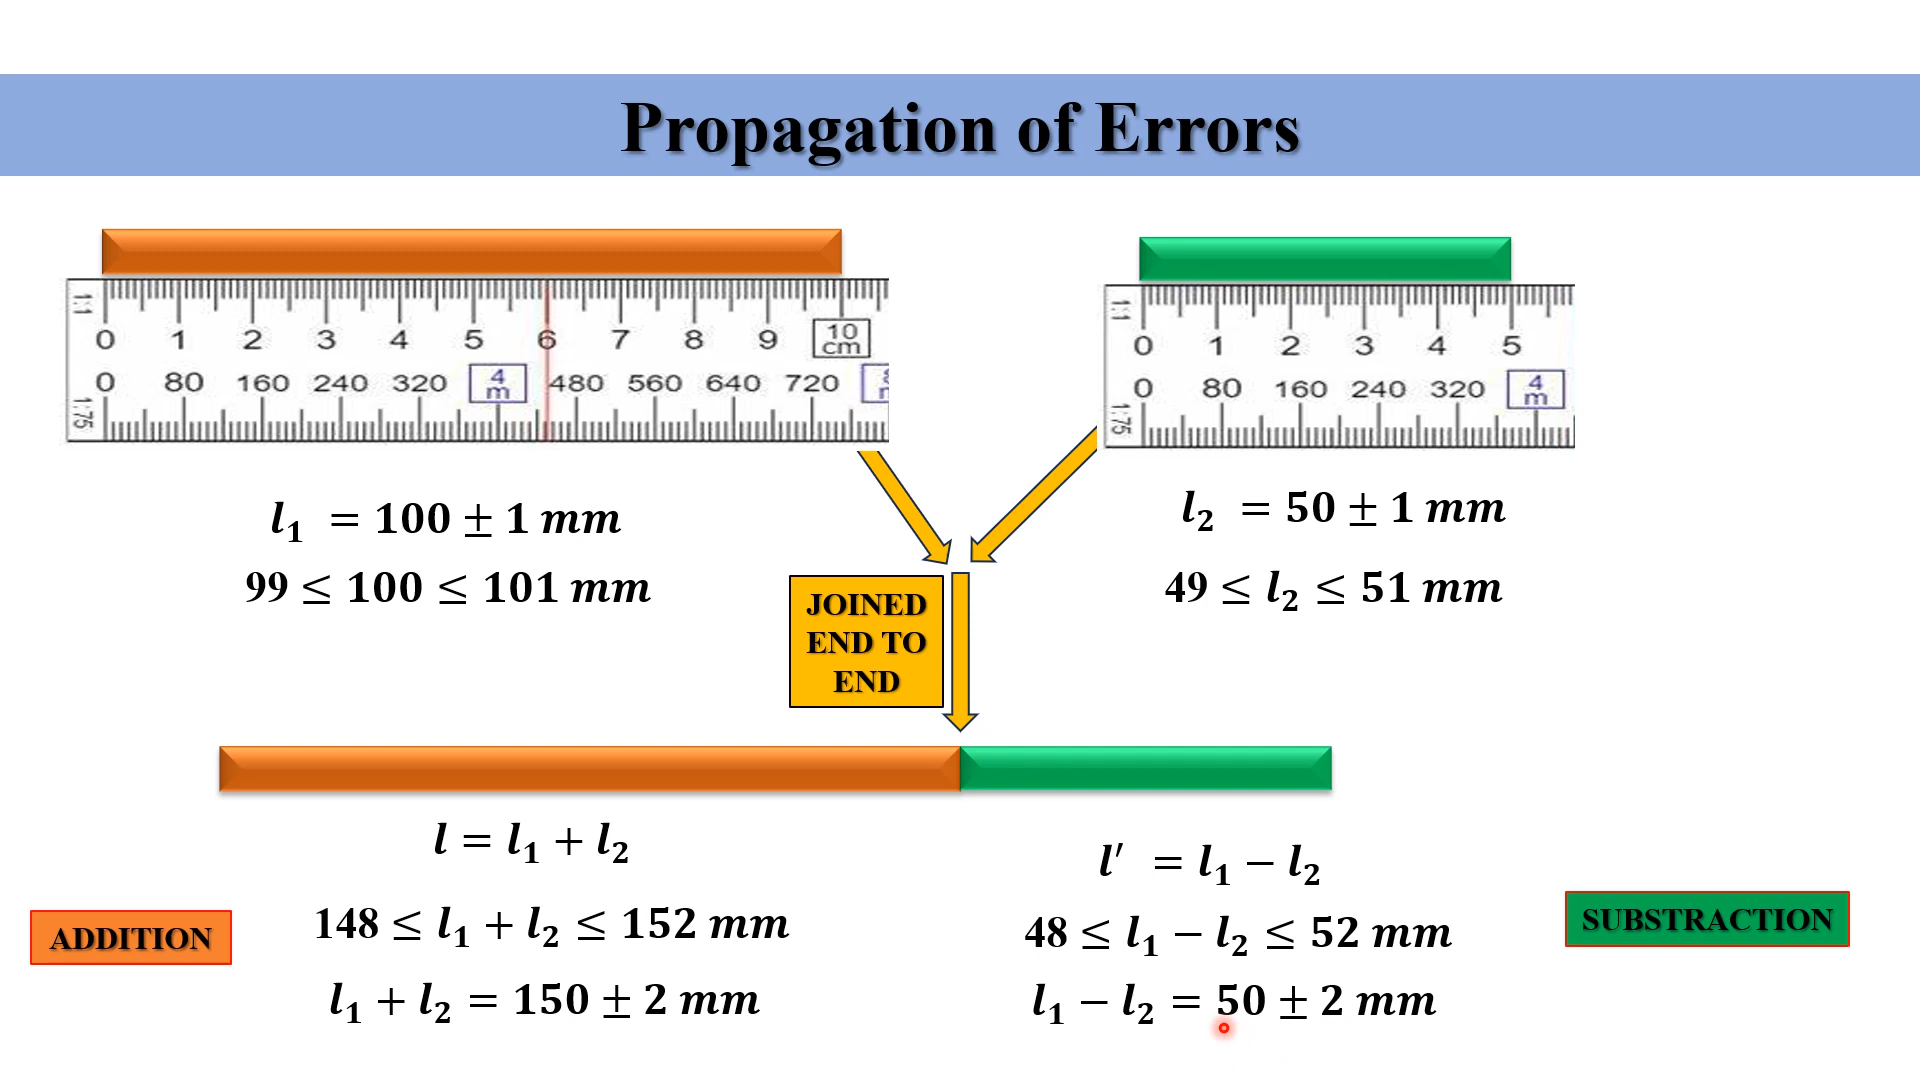 Propagation of Errors
1:1
0 1 2 3 4 5 6 7 8 9 10 cm
0 80 160 240 320 4 m 480 560 640 720
1:75
1:1
0 1 2 3 4 5
0 80 160 240 320 4 m
1:75
l₁ = 100 ± 1 mm
99 ≤ 100 ≤ 101 mm
l₂ = 50 ± 1 mm
49 ≤ l₂ ≤ 51 mm
JOINED
END TO
END
l = l₁ + l₂
148 ≤ l₁ + l₂ ≤ 152 mm
l₁ + l₂ = 150 ± 2 mm
ADDITION
l′ = l₁ − l₂
48 ≤ l₁ − l₂ ≤ 52 mm
l₁ − l₂ = 50 ± 2 mm
SUBSTRACTION